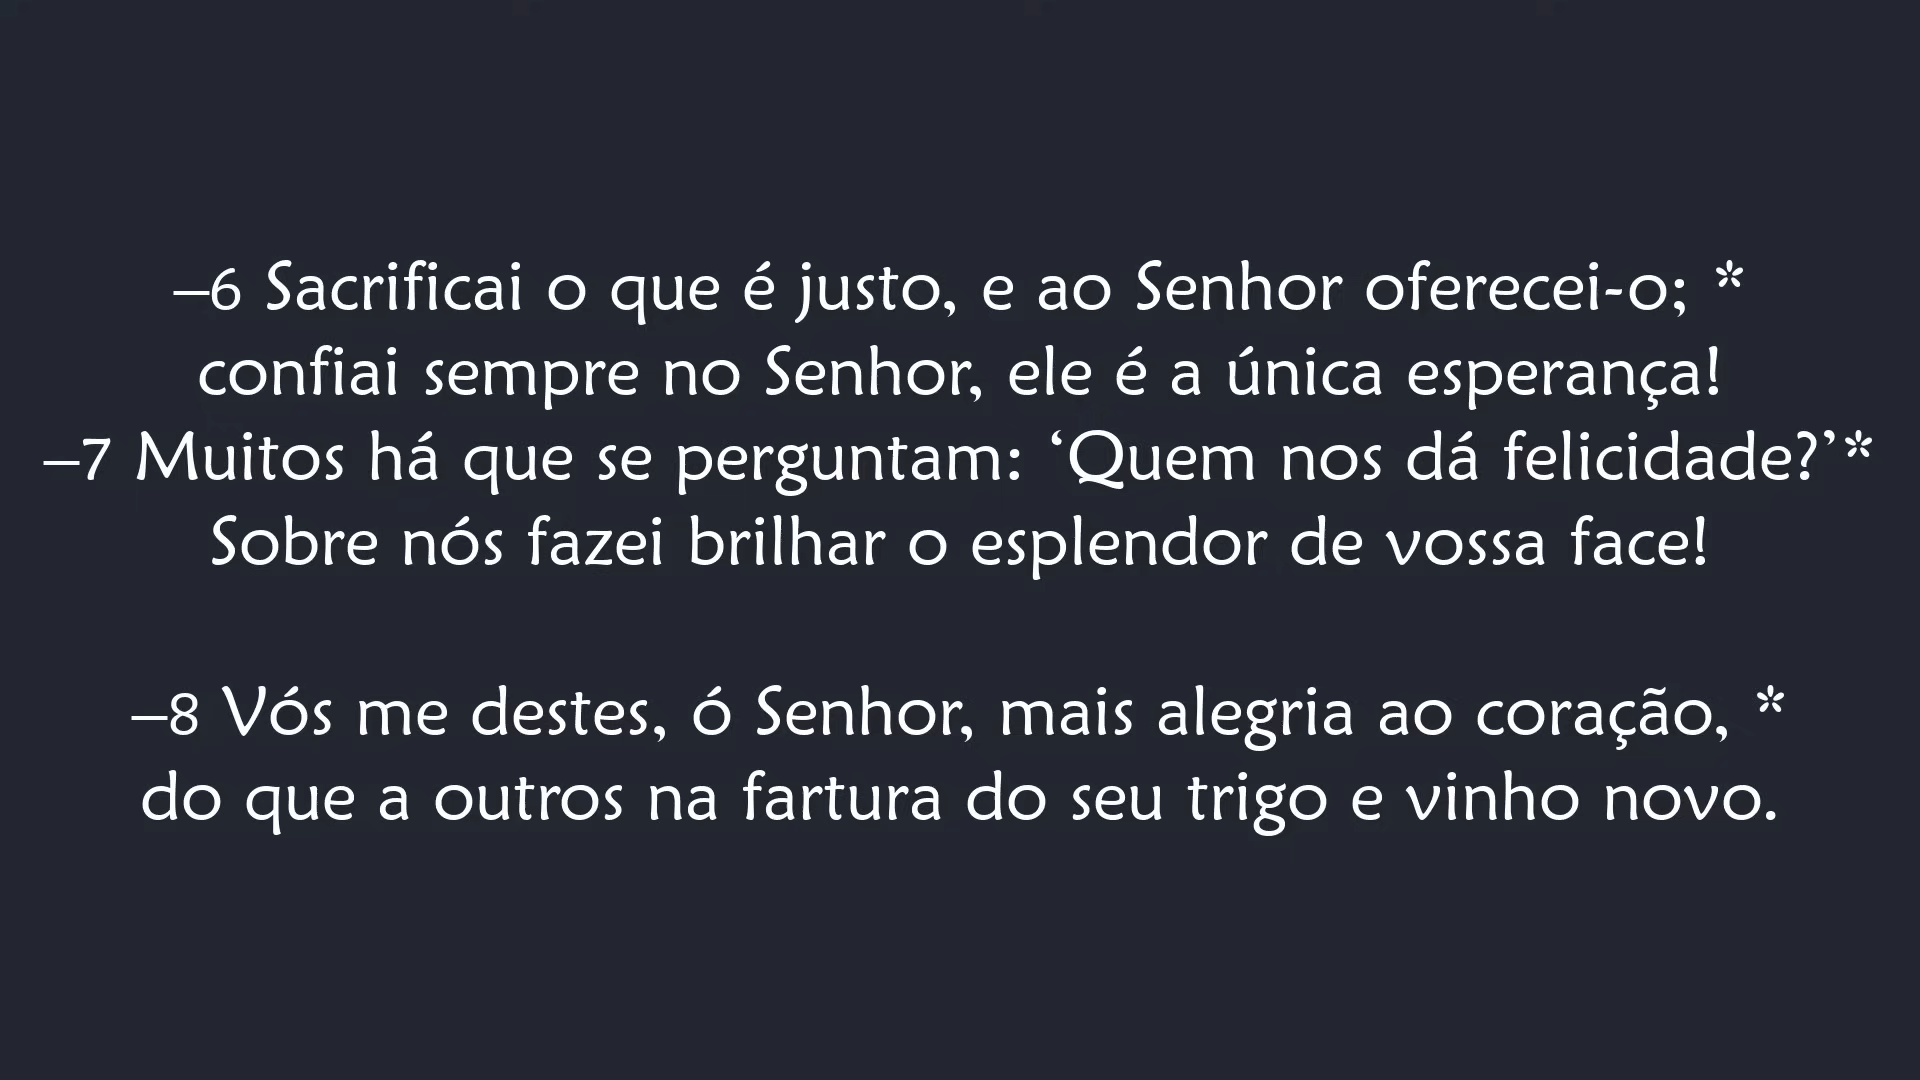 –6 Sacrificai o que é justo, e ao Senhor oferecei-o; *
confiai sempre no Senhor, ele é a única esperança!
–7 Muitos há que se perguntam: ‘Quem nos dá felicidade?’*
Sobre nós fazei brilhar o esplendor de vossa face!
–8 Vós me destes, ó Senhor, mais alegria ao coração, *
do que a outros na fartura do seu trigo e vinho novo.